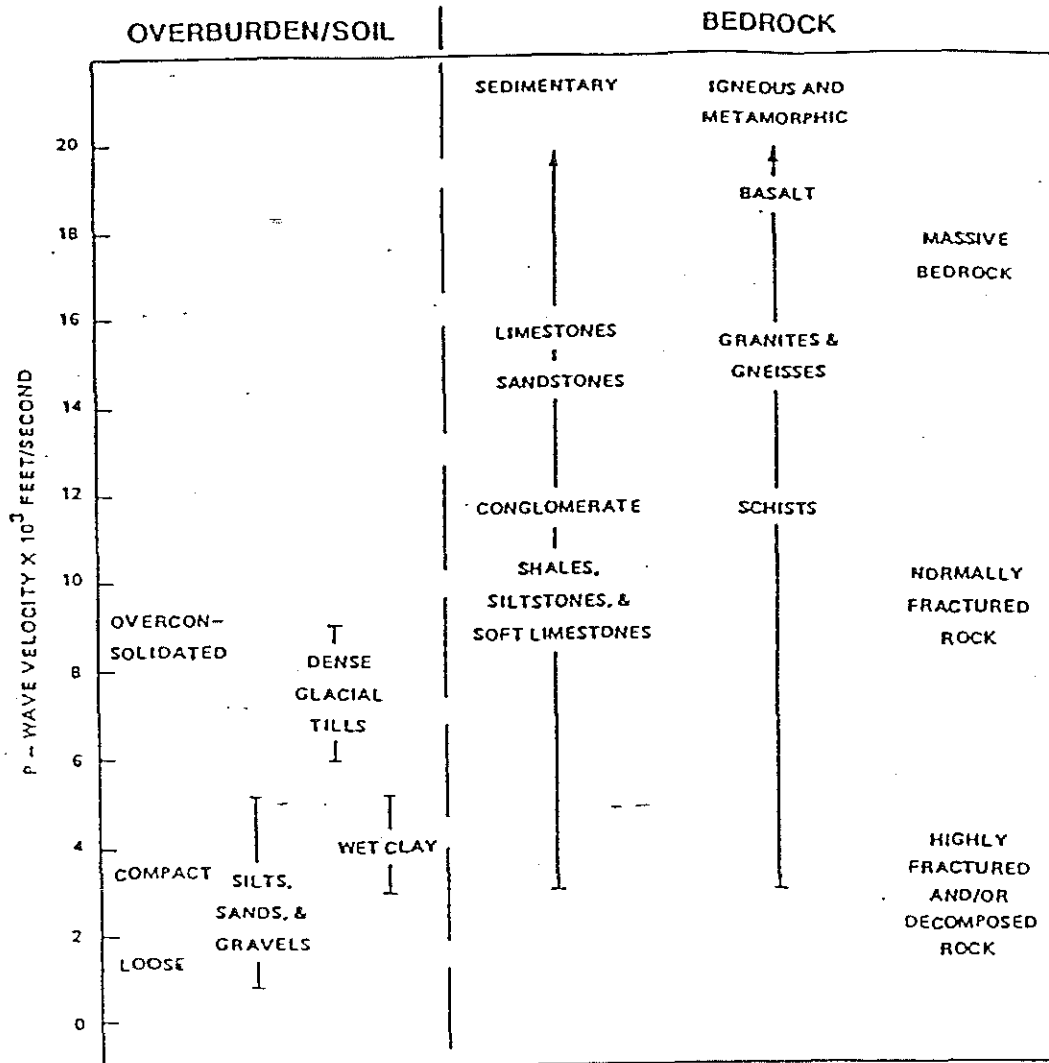 OVERBURDEN/SOIL
BEDROCK
SEDIMENTARY
IGNEOUS AND
METAMORPHIC
P - WAVE VELOCITY X 10³ FEET/SECOND
20
18
16
14
12
10
8
6
4
2
0
OVERCON-
SOLIDATED
COMPACT
LOOSE
DENSE
GLACIAL
TILLS
WET CLAY
SILTS,
SANDS, &
GRAVELS
LIMESTONES
SANDSTONES
CONGLOMERATE
SHALES,
SILTSTONES, &
SOFT LIMESTONES
BASALT
GRANITES &
GNEISSES
SCHISTS
MASSIVE
BEDROCK
NORMALLY
FRACTURED
ROCK
HIGHLY
FRACTURED
AND/OR
DECOMPOSED
ROCK